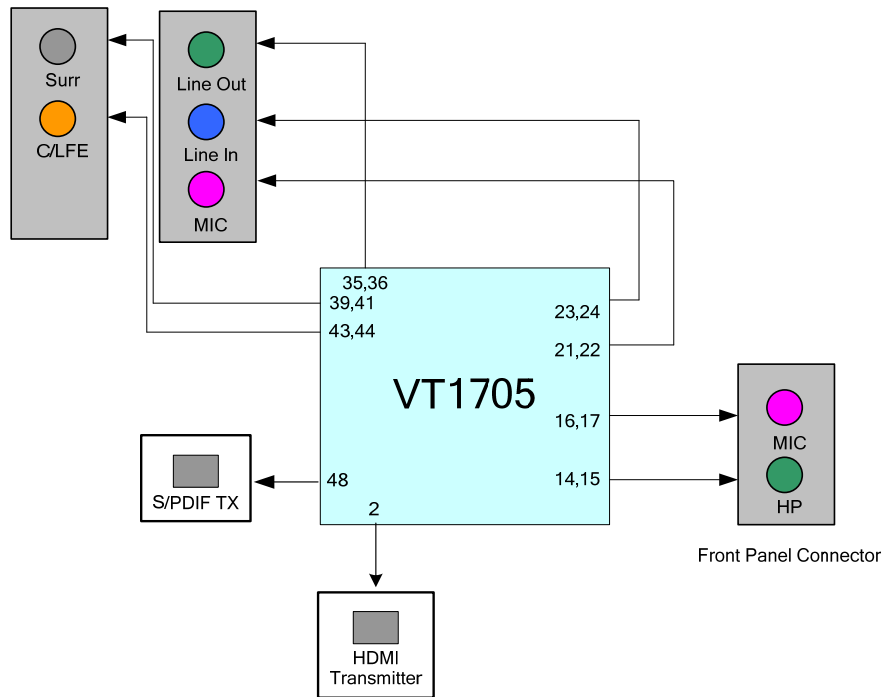 Surr
C/LFE
Line Out
Line In
MIC
35,36
39,41
43,44
23,24
21,22
VT1705
16,17
14,15
48
2
MIC
HP
Front Panel Connector
S/PDIF TX
HDMI
Transmitter